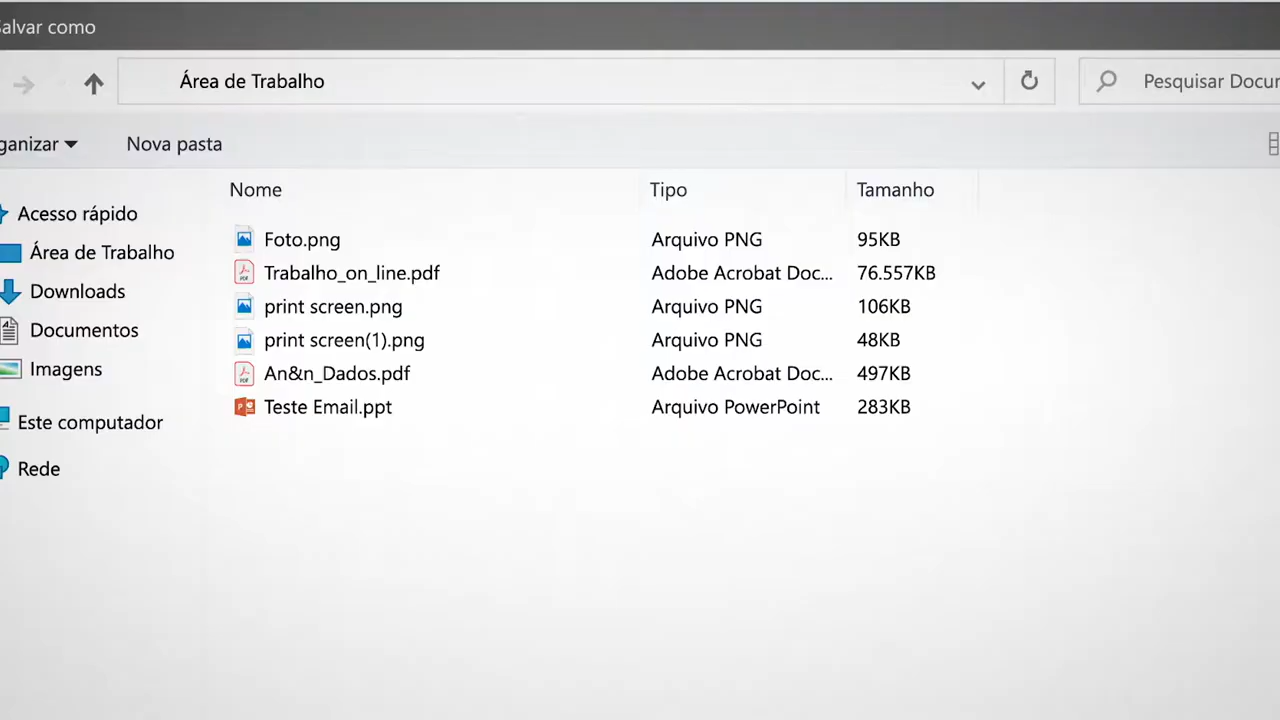 Salvar como
Área de Trabalho
Pesquisar Docu
ganizar
Nova pasta
Nome Tipo Tamanho
Acesso rápido
Área de Trabalho
Downloads
Documentos
Imagens
Este computador
Rede
Foto.png Arquivo PNG 95KB
Trabalho_on_line.pdf Adobe Acrobat Doc... 76.557KB
print screen.png Arquivo PNG 106KB
print screen(1).png Arquivo PNG 48KB
An&n_Dados.pdf Adobe Acrobat Doc... 497KB
Teste Email.ppt Arquivo PowerPoint 283KB